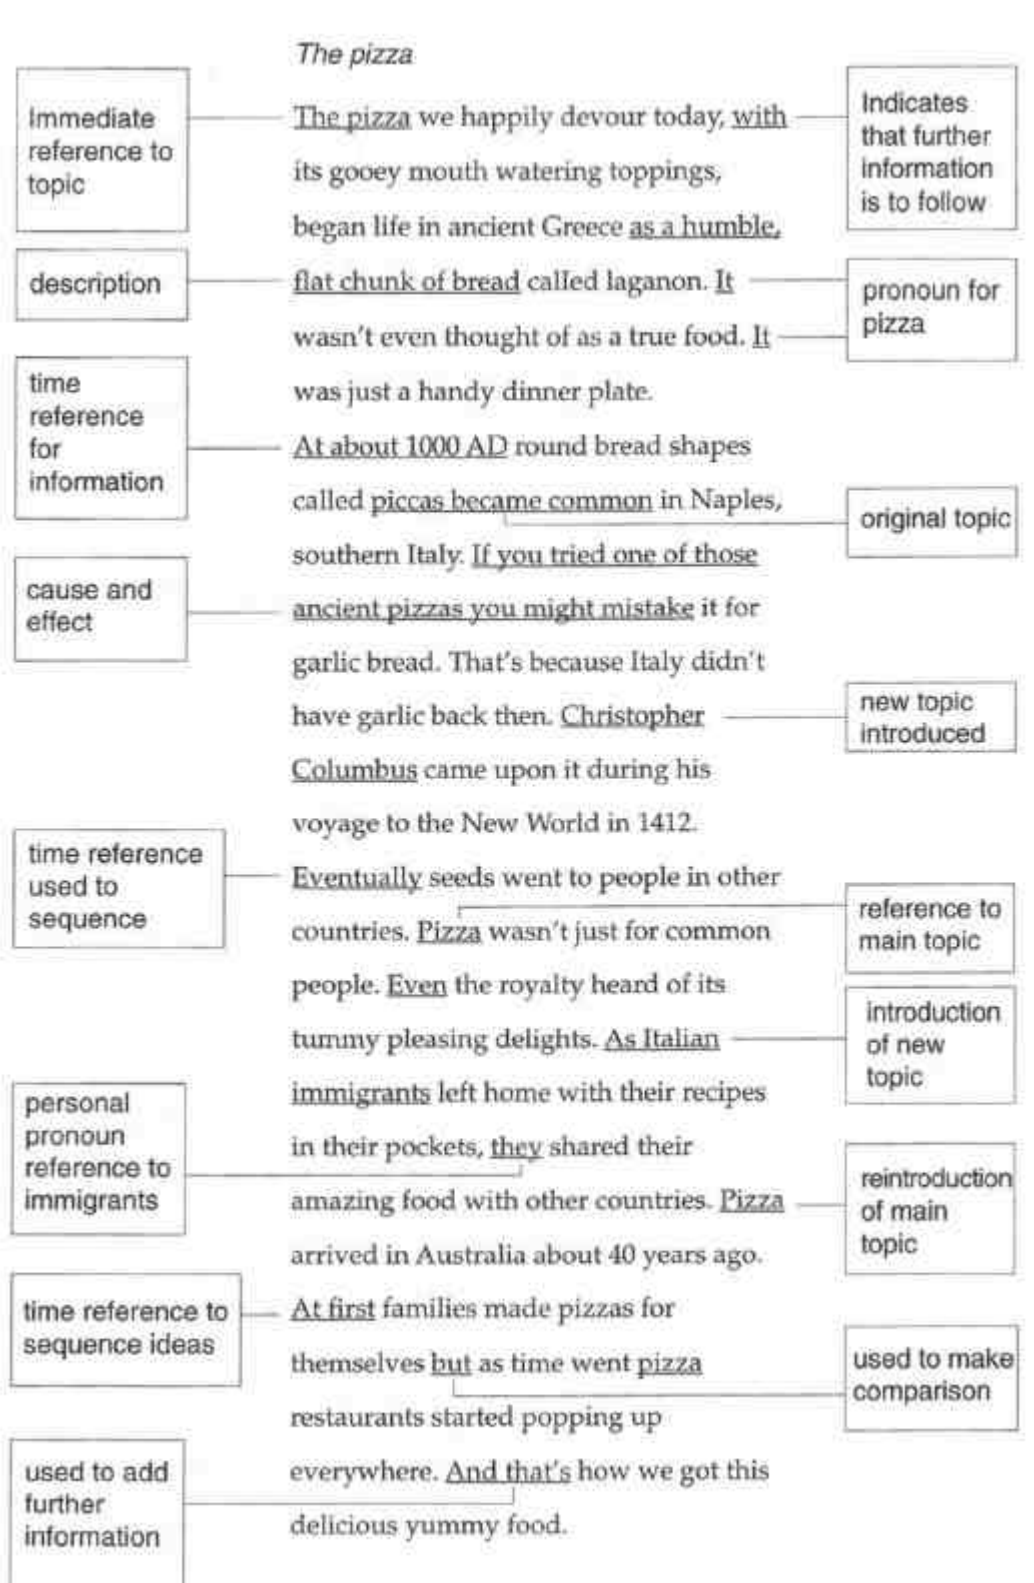 The pizza
Immediate
reference to
topic
description
time
reference
for
information
cause and
effect
time reference
used to
sequence
personal
pronoun
reference to
immigrants
time reference to
sequence ideas
used to add
further
information
The pizza we happily devour today, with
its gooey mouth watering toppings,
began life in ancient Greece as a humble,
flat chunk of bread called laganon. It
wasn't even thought of as a true food. It
was just a handy dinner plate.
At about 1000 AD round bread shapes
called piccas became common in Naples,
southern Italy. If you tried one of those
ancient pizzas you might mistake it for
garlic bread. That's because Italy didn't
have garlic back then. Christopher
Columbus came upon it during his
voyage to the New World in 1412.
Eventually seeds went to people in other
countries. Pizza wasn't just for common
people. Even the royalty heard of its
tummy pleasing delights. As Italian
immigrants left home with their recipes
in their pockets, they shared their
amazing food with other countries. Pizza
arrived in Australia about 40 years ago.
At first families made pizzas for
themselves but as time went pizza
restaurants started popping up
everywhere. And that's how we got this
delicious yummy food.
Indicates
that further
information
is to follow
pronoun for
pizza
original topic
new topic
introduced
reference to
main topic
introduction
of new
topic
reintroduction
of main
topic
used to make
comparison